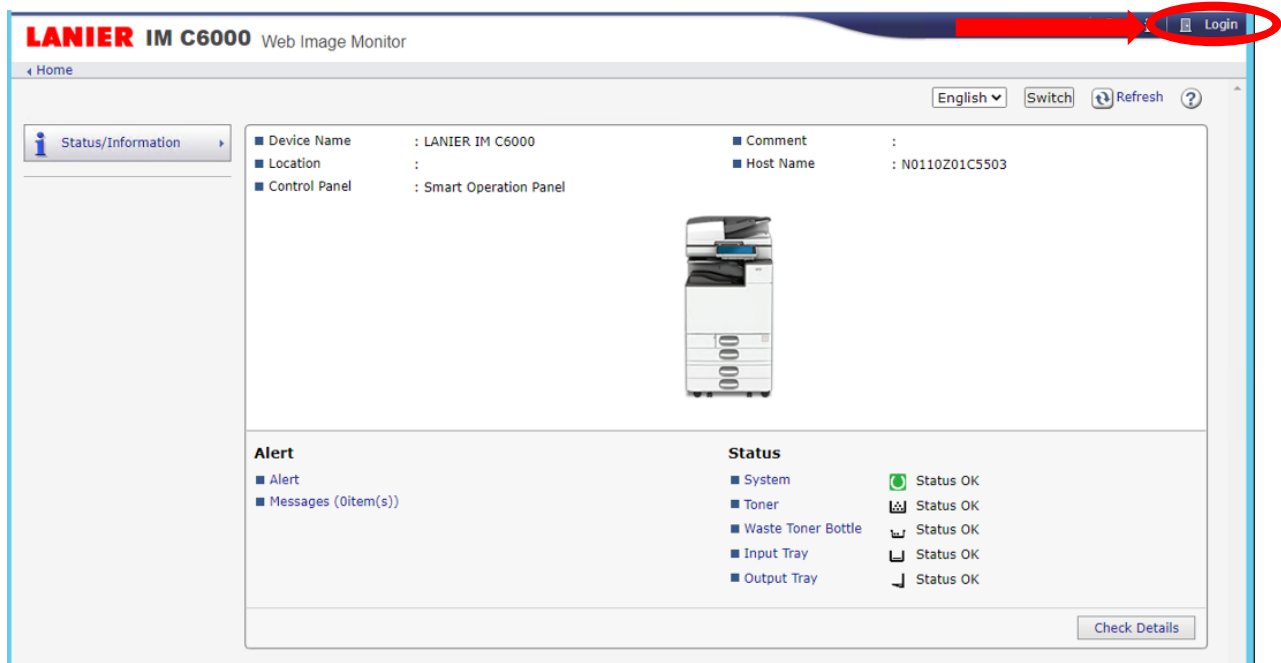 LANIER IM C6000 Web Image Monitor
Login
Home
English Switch Refresh ?
Status/Information
Device Name : LANIER IM C6000
Comment :
Location :
Host Name : N0110Z01C5503
Control Panel : Smart Operation Panel
Alert
Alert
Messages (0item(s))
Status
System Status OK
Toner Status OK
Waste Toner Bottle Status OK
Input Tray Status OK
Output Tray Status OK
Check Details